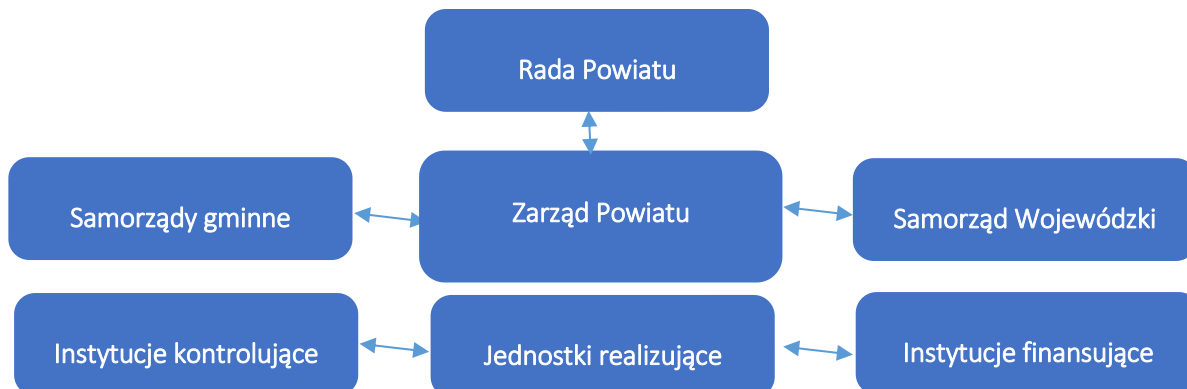 Rada Powiatu
Samorządy gminne
Zarząd Powiatu
Samorząd Wojewódzki
Instytucje kontrolujące
Jednostki realizujące
Instytucje finansujące